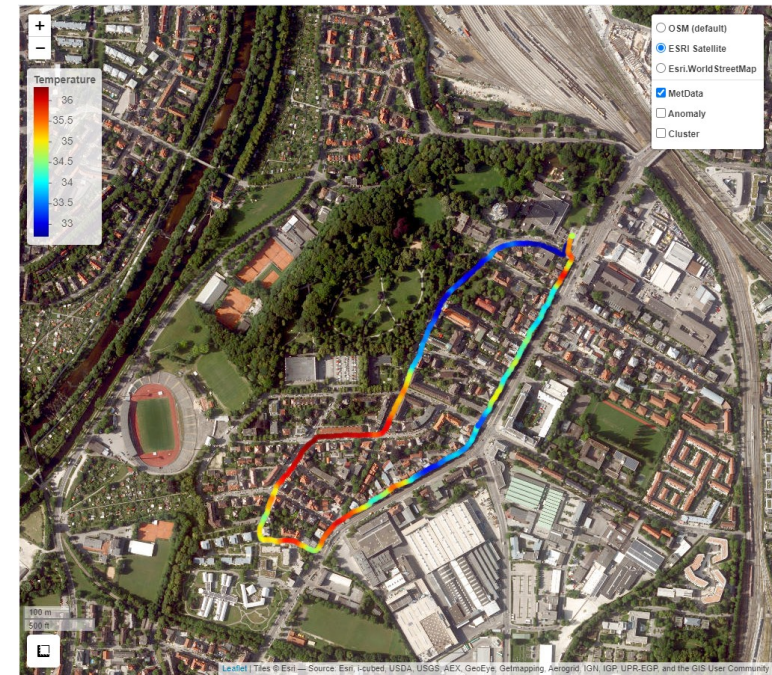 +
−
Temperature
36
35.5
35
34.5
34
33.5
33
OSM (default)
ESRI Satellite
Esri.WorldStreetMap
MetData
Anomaly
Cluster
100 m
500 ft
Leaflet | Tiles © Esri — Source: Esri, i-cubed, USDA, USGS, AEX, GeoEye, Getmapping, Aerogrid, IGN, IGP, UPR-EGP, and the GIS User Community